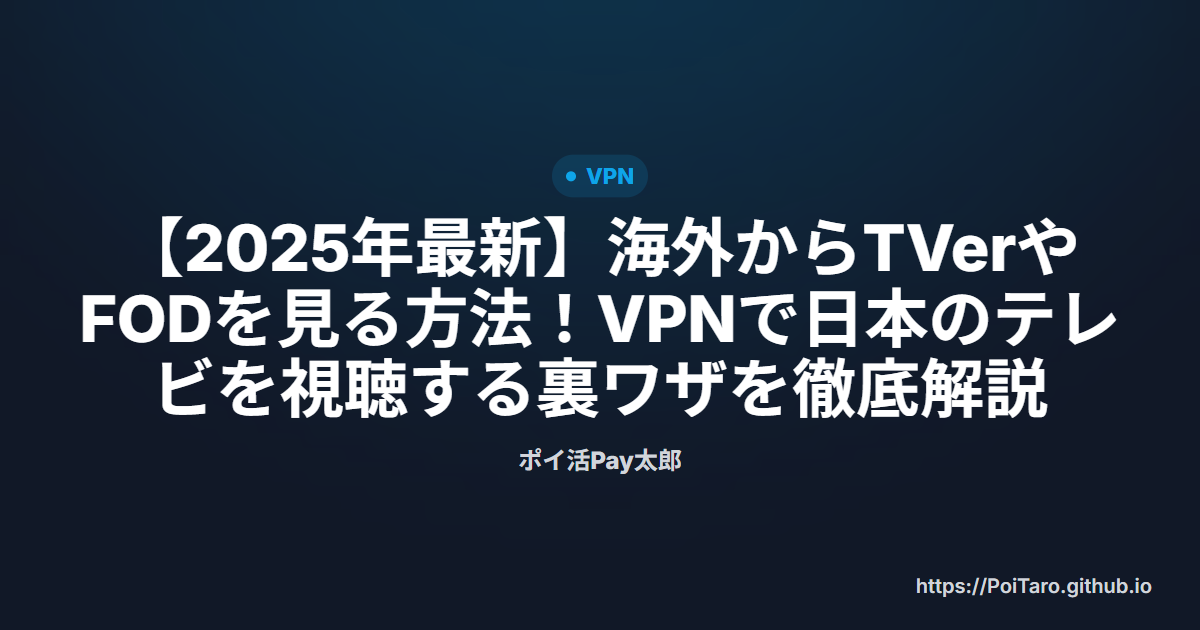 VPN
【2025年最新】海外からTVerや
FODを見る方法！VPNで日本のテレ
ビを視聴する裏ワザを徹底解説
ポイ活Pay太郎
https://PoiTaro.github.io